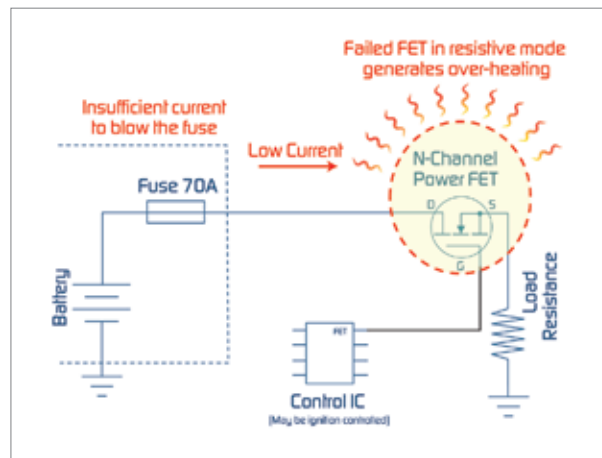 Failed FET in resistive mode
generates over-heating
Insufficient current
to blow the fuse
Low Current
N-Channel
Power FET
Fuse 70A
D
S
G
Battery
Load
Resistance
FET
Control IC
(May be ignition controlled)